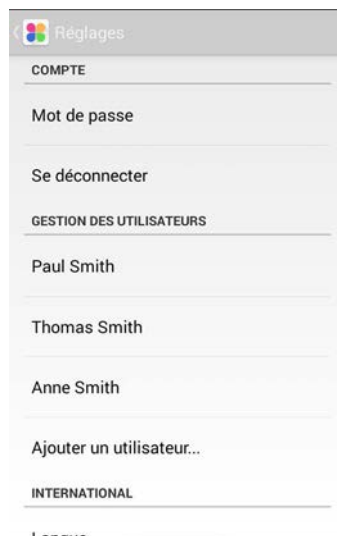 Réglages
COMPTE
Mot de passe
Se déconnecter
GESTION DES UTILISATEURS
Paul Smith
Thomas Smith
Anne Smith
Ajouter un utilisateur...
INTERNATIONAL
Langue